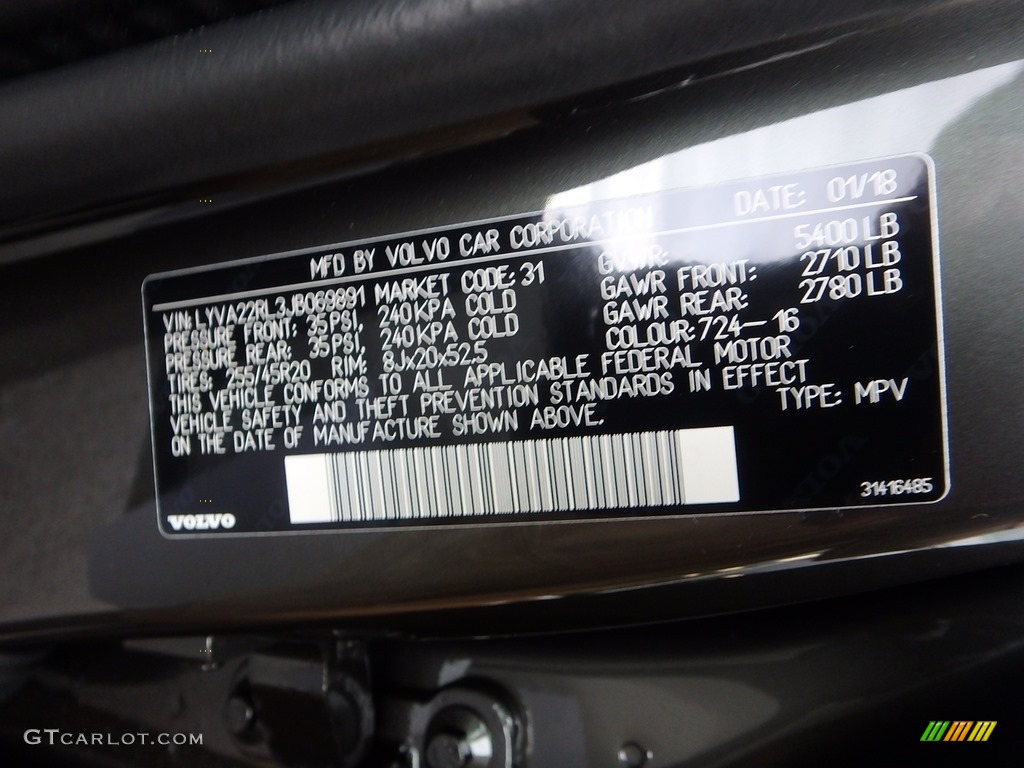 MFD BY VOLVO CAR CORPORATION DATE: 01/18
VIN: LYVA22RL3JB069891 MARKET CODE: 31 GVWR: 5400 LB
PRESSURE FRONT: 35 PSI, 240 KPA COLD GAWR FRONT: 2710 LB
PRESSURE REAR: 35 PSI, 240 KPA COLD GAWR REAR: 2780 LB
TIRES: 255/45R20 RIM: 8Jx20x52.5 COLOUR: 724-16
THIS VEHICLE CONFORMS TO ALL APPLICABLE FEDERAL MOTOR
VEHICLE SAFETY AND THEFT PREVENTION STANDARDS IN EFFECT
ON THE DATE OF MANUFACTURE SHOWN ABOVE. TYPE: MPV
VOLVO 31416485
GTCARLOT.COM